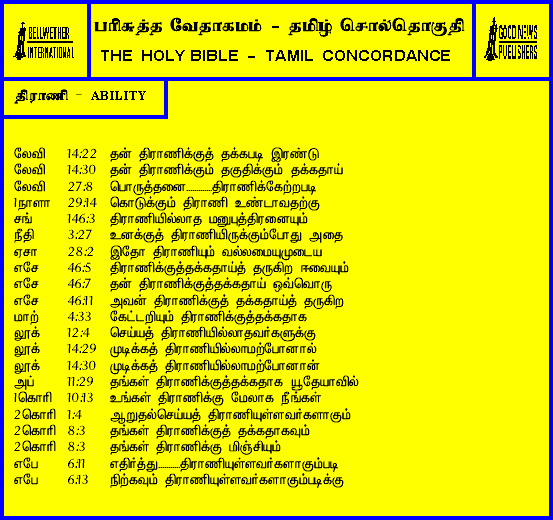 BELLWETHER
INTERNATIONAL
பரிசுத்த வேதாகமம் - தமிழ் சொல்தொகுதி
THE HOLY BIBLE - TAMIL CONCORDANCE
GOOD NEWS
PUBLISHERS
திராணி - ABILITY
லேவி 14:22 தன் திராணிக்குத் தக்கபடி இரண்டு
லேவி 14:30 தன் திராணிக்கும் தகுதிக்கும் தக்கதாய்
லேவி 27:8 பொருத்தனை............திராணிக்கேற்றபடி
1நாளா 29:14 கொடுக்கும் திராணி உண்டாவதற்கு
சங் 146:3 திராணியில்லாத மனுபுத்திரனையும்
நீதி 3:27 உனக்குத் திராணியிருக்கும்போது அதை
ஏசா 28:2 இதோ திராணியும் வல்லமையுமுடைய
எசே 46:5 திராணிக்குத்தக்கதாய்த் தருகிற ஈவையும்
எசே 46:7 தன் திராணிக்குத்தக்கதாய் ஒவ்வொரு
எசே 46:11 அவன் திராணிக்குத் தக்கதாய்த் தருகிற
மாற் 4:33 கேட்டறியும் திராணிக்குத்தக்கதாக
லூக் 12:4 செய்யத் திராணியில்லாதவர்களுக்கு
லூக் 14:29 முடிக்கத் திராணியில்லாமற்போனால்
லூக் 14:30 முடிக்கத் திராணியில்லாமற்போனான்
அப் 11:29 தங்கள் திராணிக்குத்தக்கதாக யூதேயாவில்
1கொரி 10:13 உங்கள் திராணிக்கு மேலாக நீங்கள்
2கொரி 1:4 ஆறுதல்செய்யத் திராணியுள்ளவர்களாகும்
2கொரி 8:3 தங்கள் திராணிக்குத் தக்கதாகவும்
2கொரி 8:3 தங்கள் திராணிக்கு மிஞ்சியும்
எபே 6:11 எதிர்த்து..........திராணியுள்ளவர்களாகும்படி
எபே 6:13 நிற்கவும் திராணியுள்ளவர்களாகும்படிக்கு